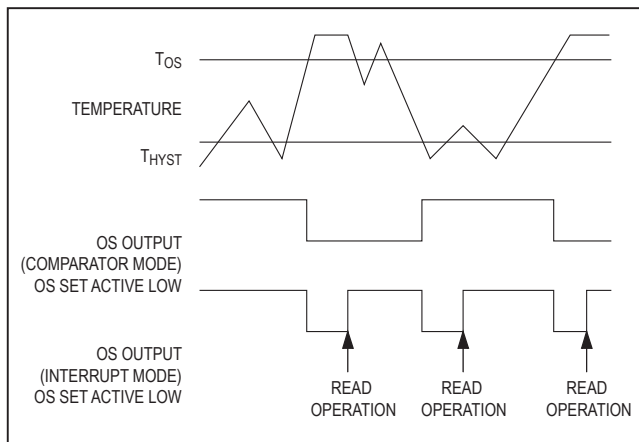 TOS
TEMPERATURE
THYST
OS OUTPUT
(COMPARATOR MODE)
OS SET ACTIVE LOW
OS OUTPUT
(INTERRUPT MODE)
OS SET ACTIVE LOW
READ
OPERATION
READ
OPERATION
READ
OPERATION